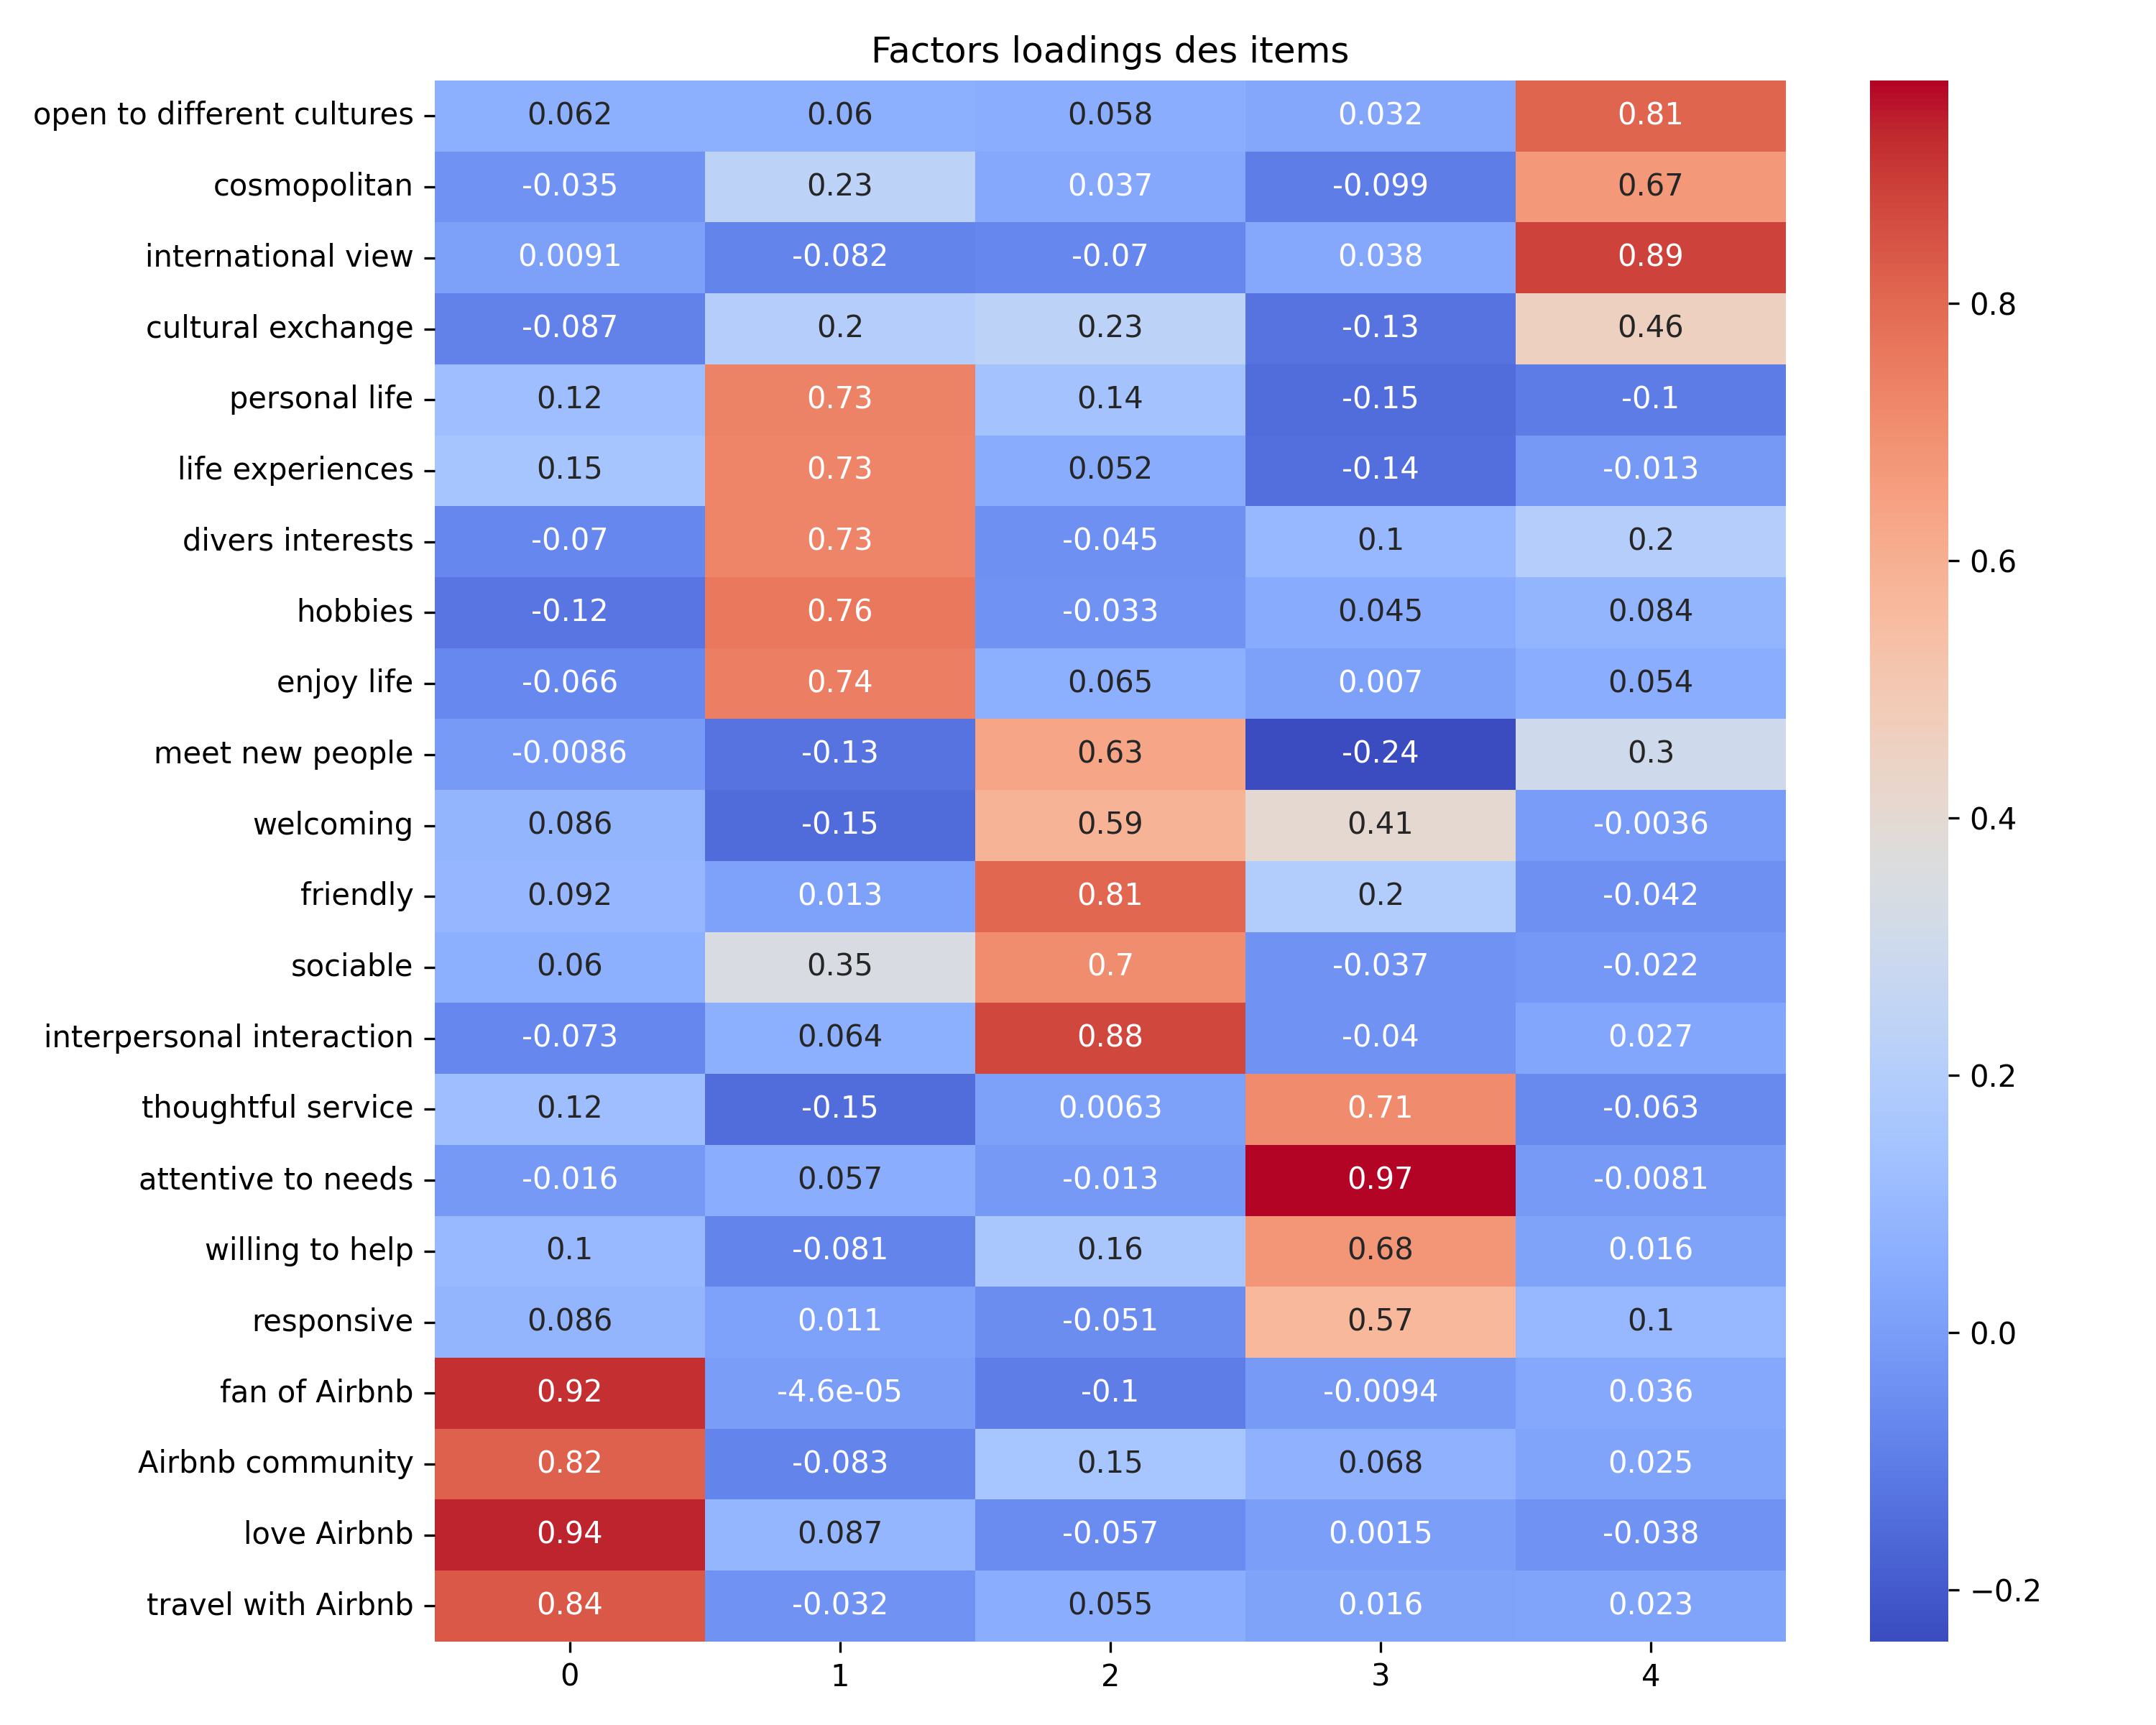 Factors loadings des items
open to different cultures 0.062 0.06 0.058 0.032 0.81
cosmopolitan -0.035 0.23 0.037 -0.099 0.67
international view 0.0091 -0.082 -0.07 0.038 0.89
cultural exchange -0.087 0.2 0.23 -0.13 0.46
personal life 0.12 0.73 0.14 -0.15 -0.1
life experiences 0.15 0.73 0.052 -0.14 -0.013
divers interests -0.07 0.73 -0.045 0.1 0.2
hobbies -0.12 0.76 -0.033 0.045 0.084
enjoy life -0.066 0.74 0.065 0.007 0.054
meet new people -0.0086 -0.13 0.63 -0.24 0.3
welcoming 0.086 -0.15 0.59 0.41 -0.0036
friendly 0.092 0.013 0.81 0.2 -0.042
sociable 0.06 0.35 0.7 -0.037 -0.022
interpersonal interaction -0.073 0.064 0.88 -0.04 0.027
thoughtful service 0.12 -0.15 0.0063 0.71 -0.063
attentive to needs -0.016 0.057 -0.013 0.97 -0.0081
willing to help 0.1 -0.081 0.16 0.68 0.016
responsive 0.086 0.011 -0.051 0.57 0.1
fan of Airbnb 0.92 -4.6e-05 -0.1 -0.0094 0.036
Airbnb community 0.82 -0.083 0.15 0.068 0.025
love Airbnb 0.94 0.087 -0.057 0.0015 -0.038
travel with Airbnb 0.84 -0.032 0.055 0.016 0.023
0 1 2 3 4
0.8
0.6
0.4
0.2
0.0
−0.2